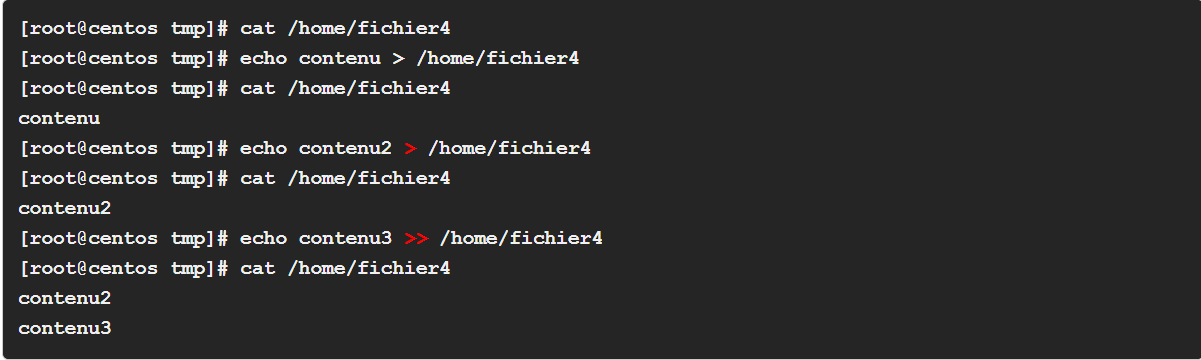 [root@centos tmp]# cat /home/fichier4
[root@centos tmp]# echo contenu > /home/fichier4
[root@centos tmp]# cat /home/fichier4
contenu
[root@centos tmp]# echo contenu2 > /home/fichier4
[root@centos tmp]# cat /home/fichier4
contenu2
[root@centos tmp]# echo contenu3 >> /home/fichier4
[root@centos tmp]# cat /home/fichier4
contenu2
contenu3